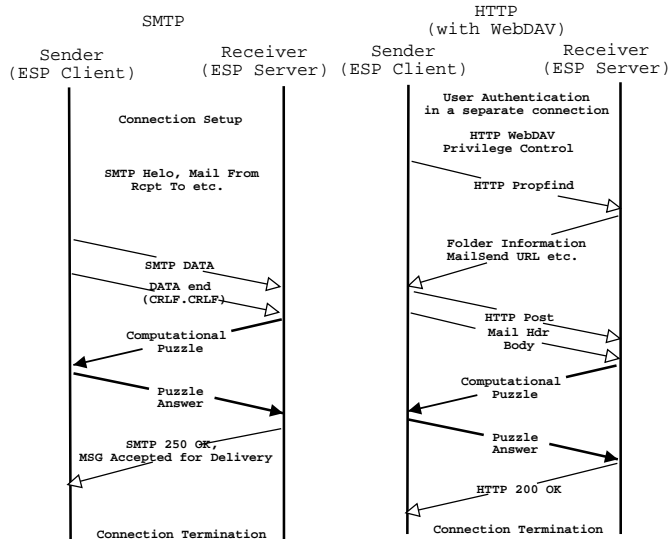 SMTP
Sender
(ESP Client)
Receiver
(ESP Server)
Connection Setup
SMTP Helo, Mail From
Rcpt To etc.
SMTP DATA
DATA end
(CRLF.CRLF)
Computational
Puzzle
Puzzle
Answer
SMTP 250 OK,
MSG Accepted for Delivery
Connection Termination
HTTP
(with WebDAV)
Sender
(ESP Client)
Receiver
(ESP Server)
User Authentication
in a separate connection
HTTP WebDAV
Privilege Control
HTTP Propfind
Folder Information
MailSend URL etc.
HTTP Post
Mail Hdr
Body
Computational
Puzzle
Puzzle
Answer
HTTP 200 OK
Connection Termination